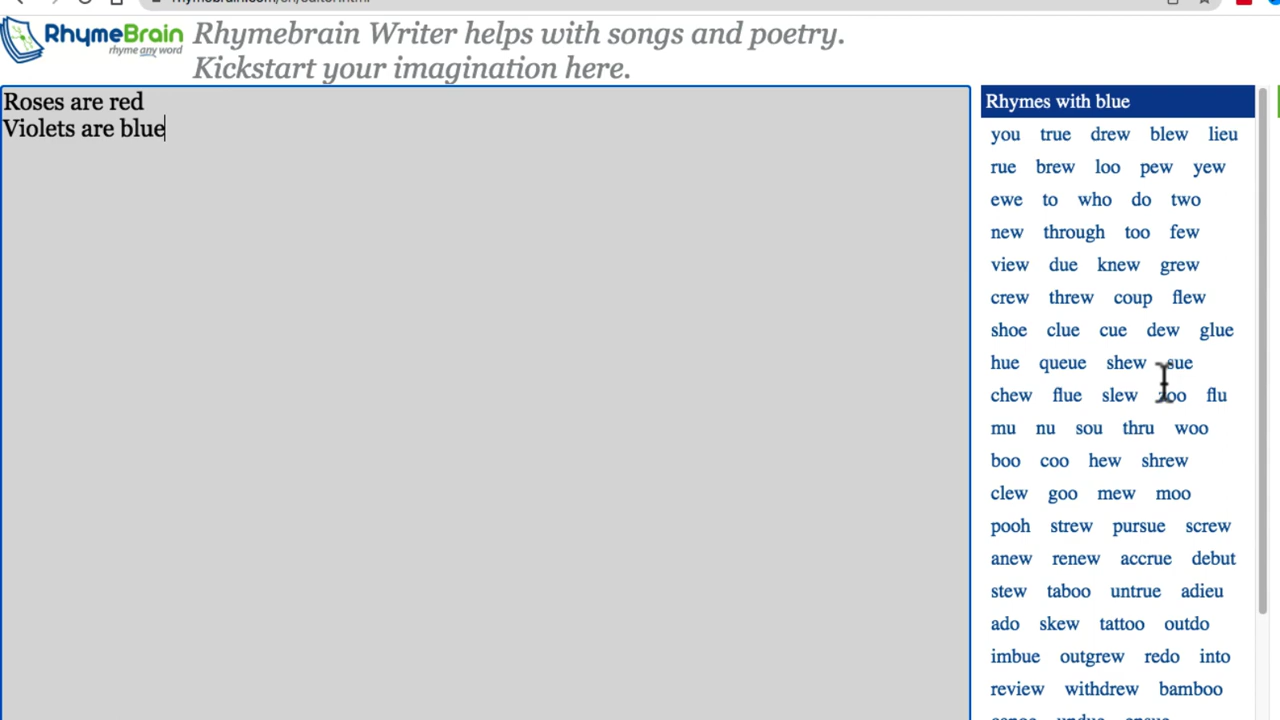 RhymeBrain
rhyme any word
Rhymebrain Writer helps with songs and poetry.
Kickstart your imagination here.
Roses are red
Violets are blue
Rhymes with blue
you true drew blew lieu
rue brew loo pew yew
ewe to who do two
new through too few
view due knew grew
crew threw coup flew
shoe clue cue dew glue
hue queue shew sue
chew flue slew zoo flu
mu nu sou thru woo
boo coo hew shrew
clew goo mew moo
pooh strew pursue screw
anew renew accrue debut
stew taboo untrue adieu
ado skew tattoo outdo
imbue outgrew redo into
review withdrew bamboo